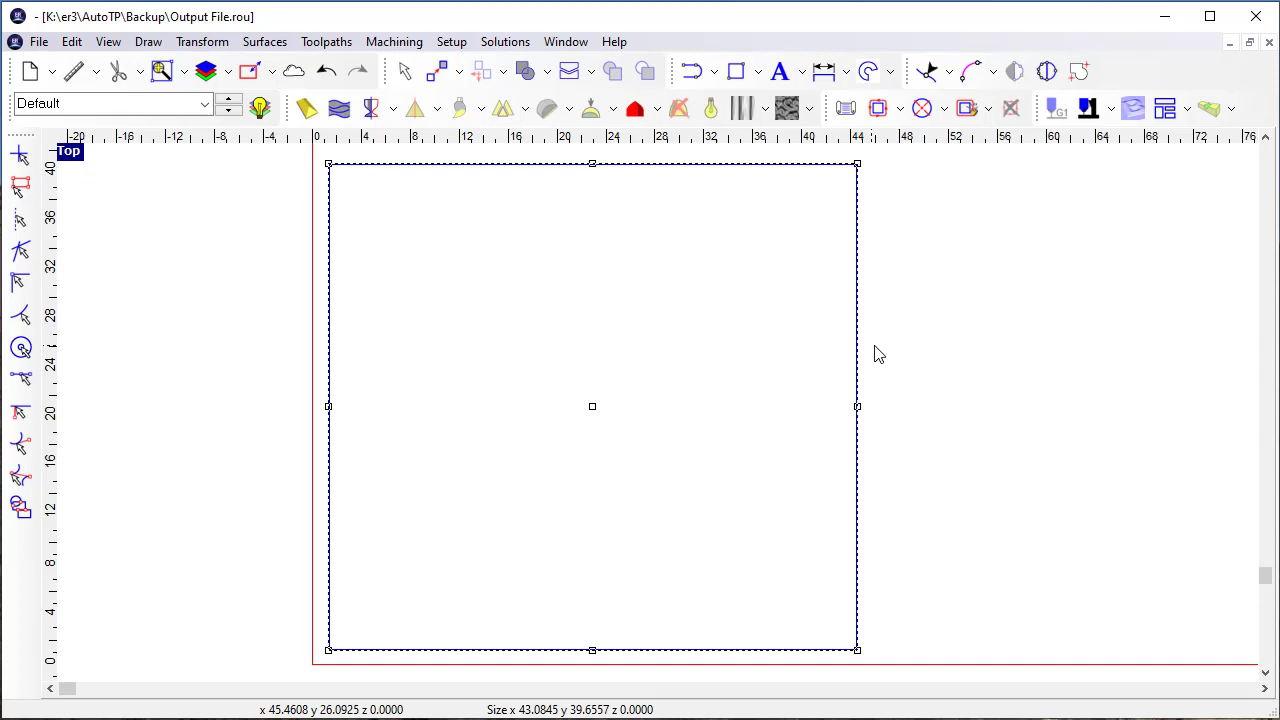 - [K:\er3\AutoTP\Backup\Output File.rou]
File Edit View Draw Transform Surfaces Toolpaths Machining Setup Solutions Window Help
Default
-20 -16 -12 -8 -4 0 4 8 12 16 20 24 28 32 36 40 44 48 52 56 60 64 68 72 76
Top
40
36
32
28
24
20
16
12
8
4
0
x 45.4608 y 26.0925 z 0.0000 Size x 43.0845 y 39.6557 z 0.0000